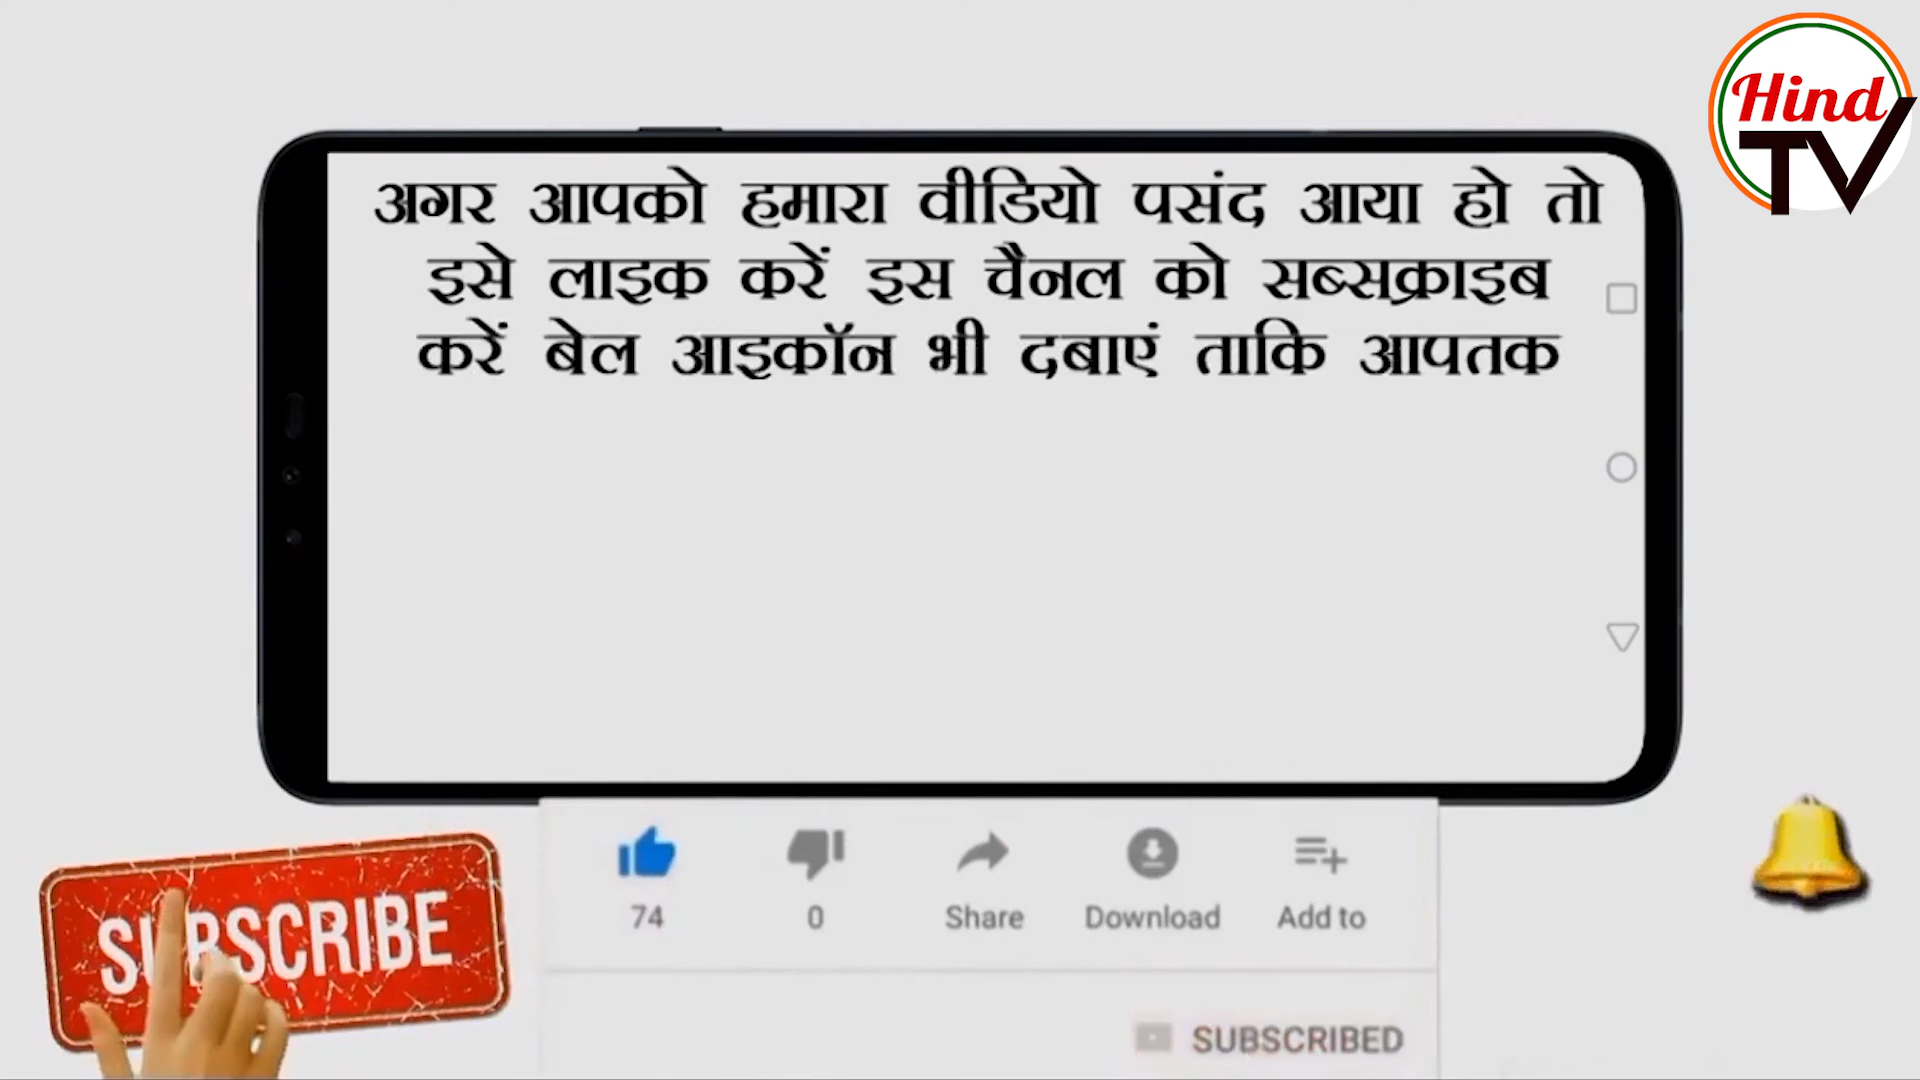 Hind
TV
अगर आपको हमारा वीडियो पसंद आया हो तो
इसे लाइक करें इस चैनल को सब्सक्राइब
करें बेल आइकॉन भी दबाएं ताकि आपतक
74 0 Share Download Add to
SUBSCRIBE
SUBSCRIBED